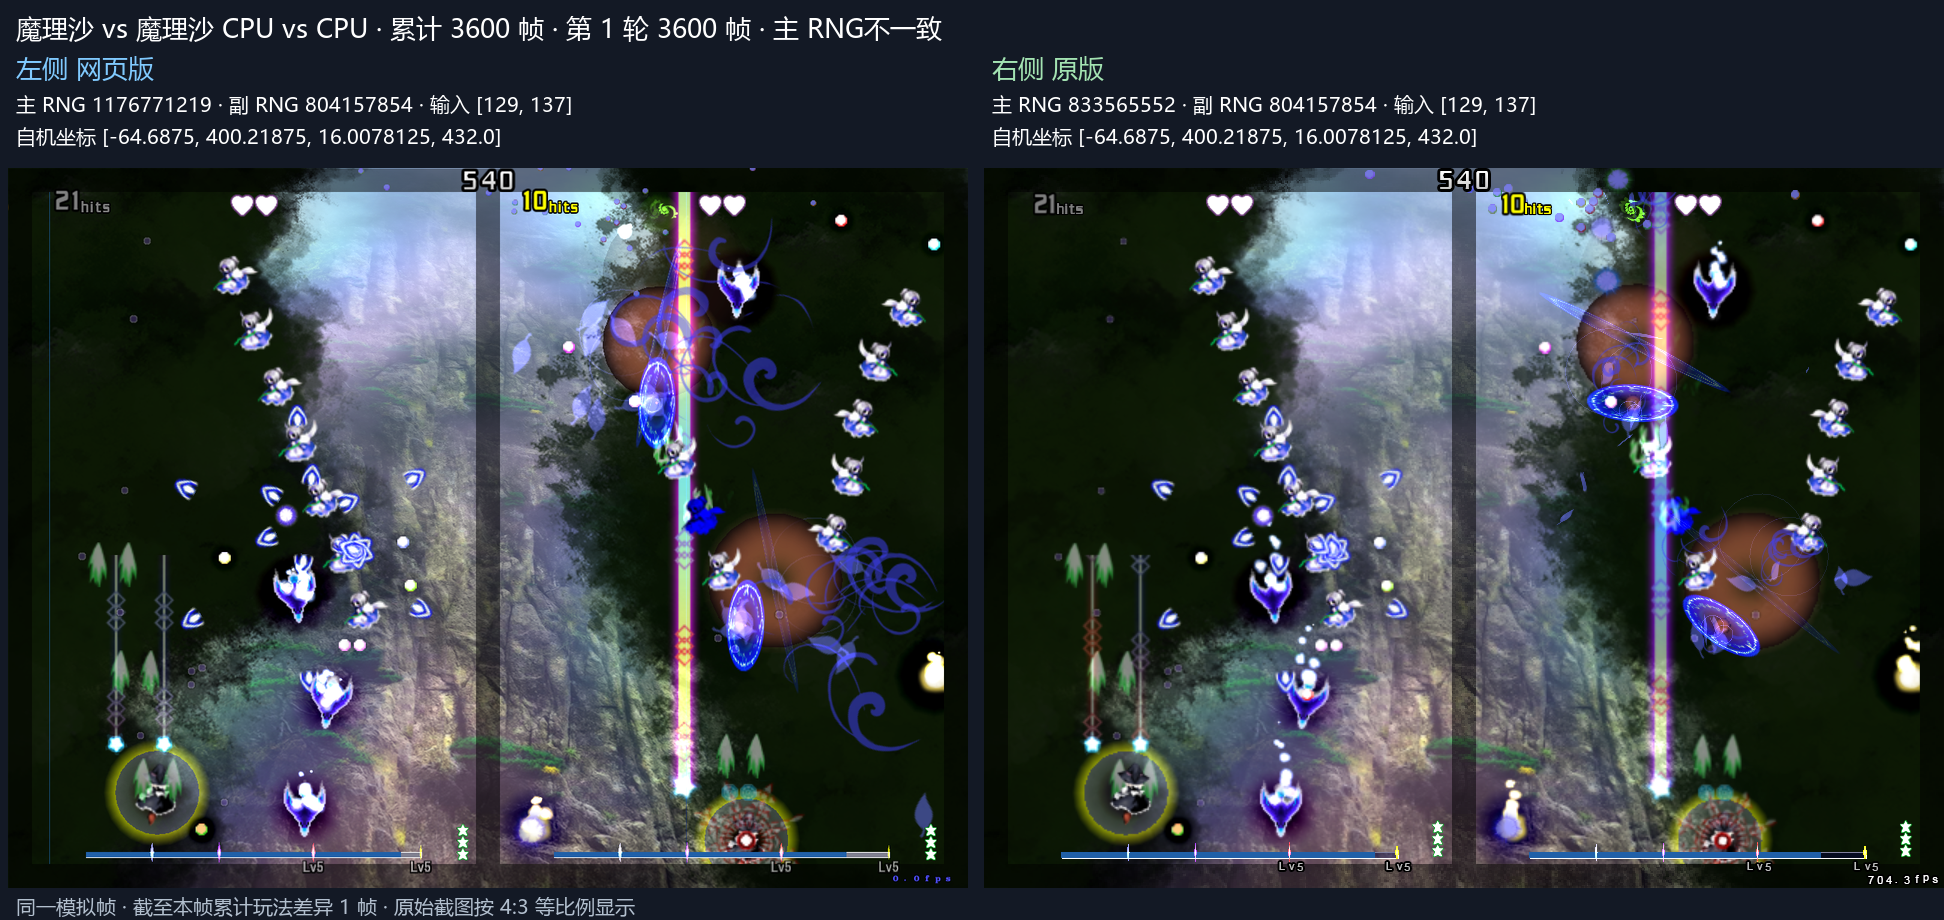 魔理沙 vs 魔理沙 CPU vs CPU · 累计 3600 帧 · 第 1 轮 3600 帧 · 主 RNG不一致
左侧 网页版
主 RNG 1176771219 · 副 RNG 804157854 · 输入 [129, 137]
自机坐标 [-64.6875, 400.21875, 16.0078125, 432.0]
右侧 原版
主 RNG 833565552 · 副 RNG 804157854 · 输入 [129, 137]
自机坐标 [-64.6875, 400.21875, 16.0078125, 432.0]
540
21hits
10hits
Lv5
Lv5
Lv5
Lv5
0.0fps
540
21hits
10hits
Lv5
Lv5
Lv5
Lv5
704.3fps
同一模拟帧 · 截至本帧累计玩法差异 1 帧 · 原始截图按 4:3 等比例显示